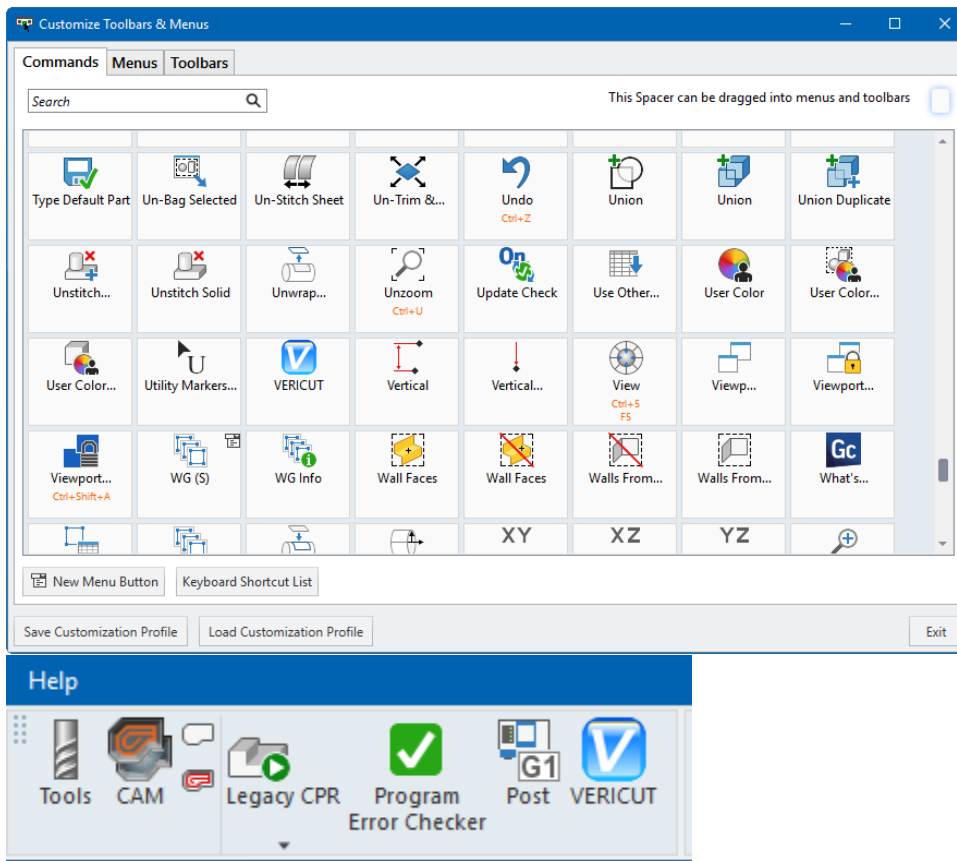 Customize Toolbars & Menus
Commands Menus Toolbars
Search
This Spacer can be dragged into menus and toolbars
Type Default Part Un-Bag Selected Un-Stitch Sheet Un-Trim &... Undo Union Union Union Duplicate
Ctrl+Z
On
Unstitch... Unstitch Solid Unwrap... Unzoom Update Check Use Other... User Color User Color...
Ctrl+U
U
V
User Color... Utility Markers... VERICUT Vertical Vertical... View Viewp... Viewport...
Ctrl+S
F5
Gc
Viewport... WG (S) WG Info Wall Faces Wall Faces Walls From... Walls From... What's...
Ctrl+Shift+A
XY XZ YZ
New Menu Button Keyboard Shortcut List
Save Customization Profile Load Customization Profile Exit
Help
G1 V
Tools CAM Legacy CPR Program Post VERICUT
Error Checker